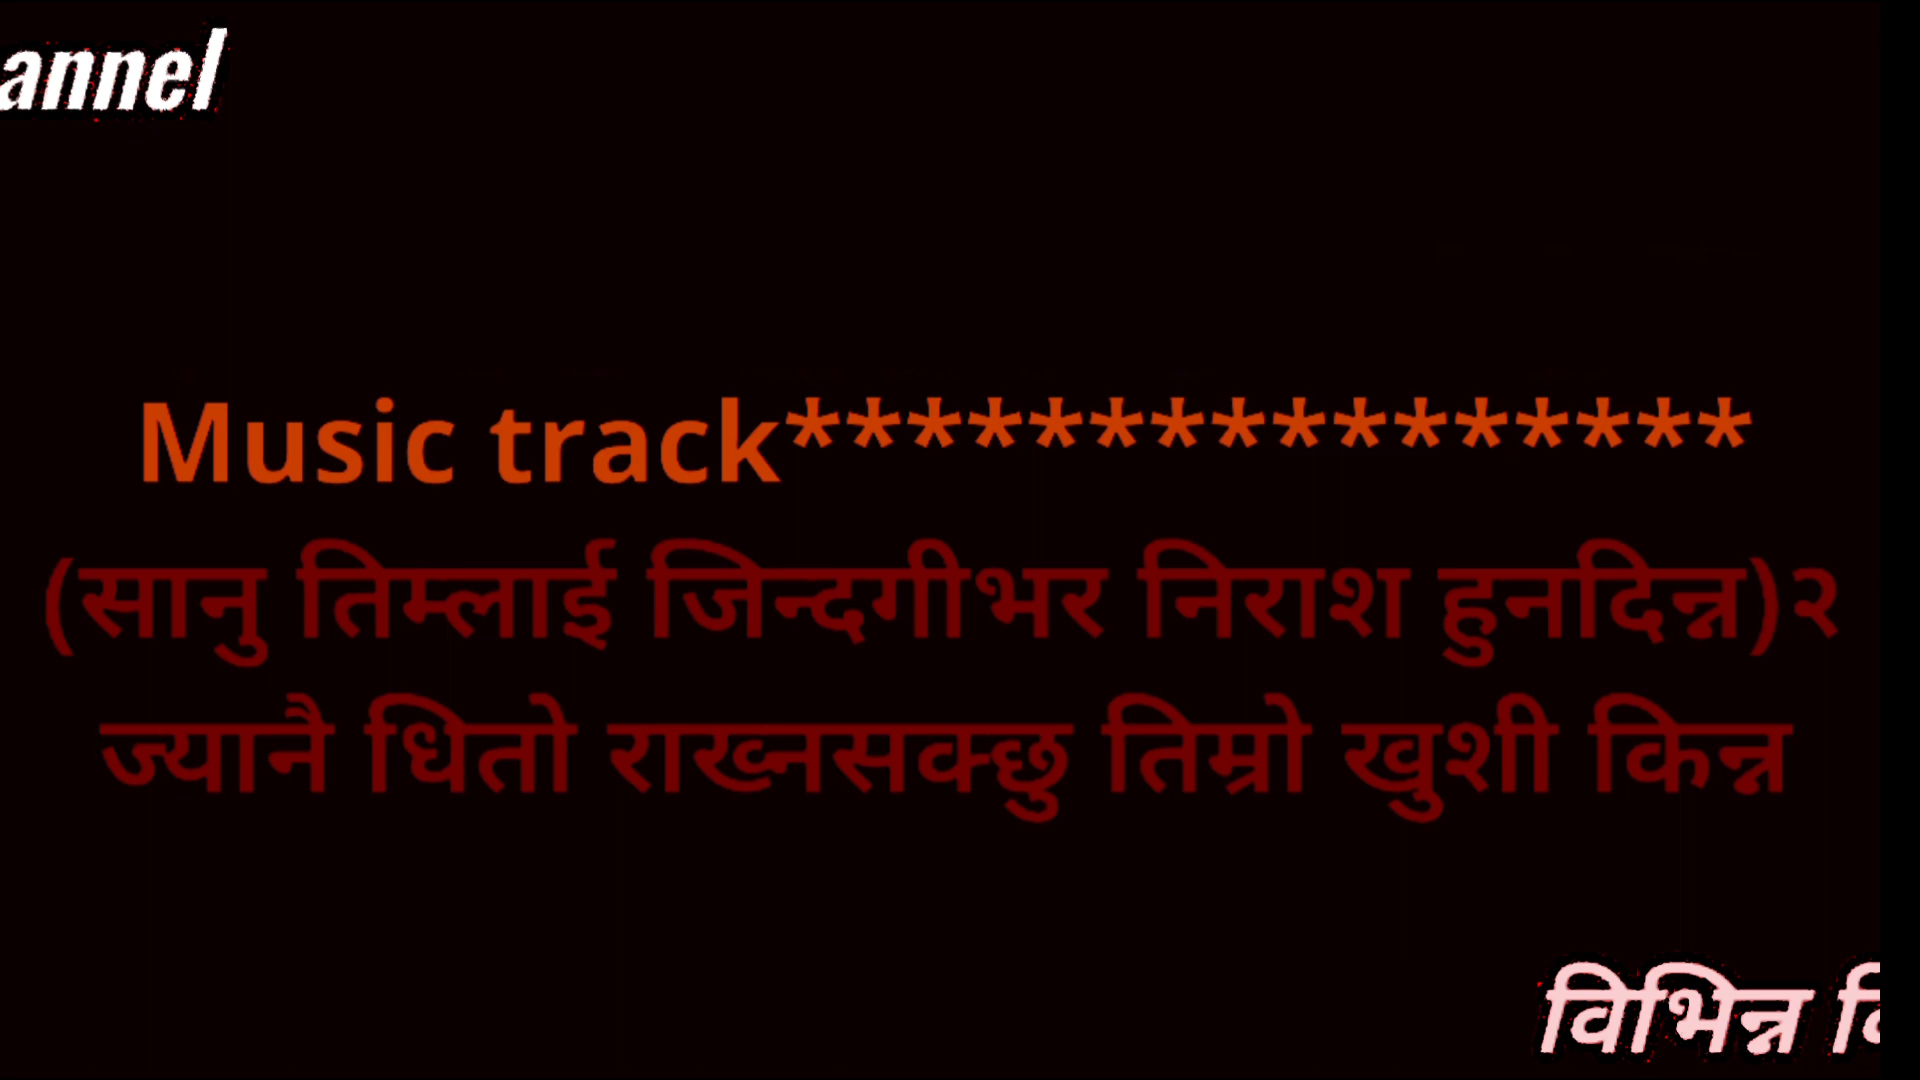 annel
Music track****************
(सानु तिम्लाई जिन्दगीभर निराश हुनदिन्न)२
ज्यानै धितो राख्नसक्छु तिम्रो खुशी किन्न
विभिन्न